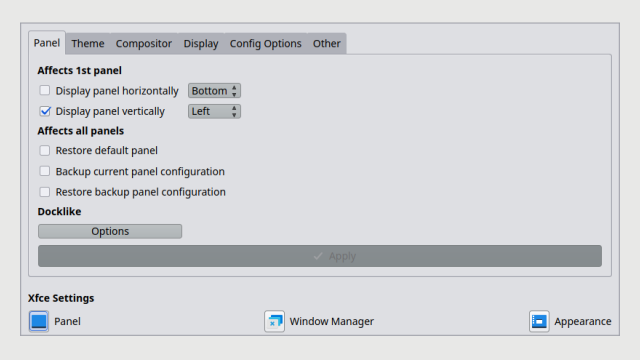 Panel Theme Compositor Display Config Options Other
Affects 1st panel
Display panel horizontally Bottom
Display panel vertically Left
Affects all panels
Restore default panel
Backup current panel configuration
Restore backup panel configuration
Docklike
Options
Apply
Xfce Settings
Panel Window Manager Appearance